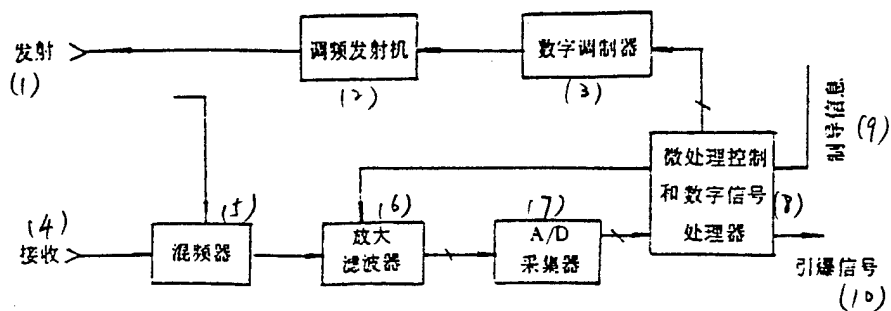 发射
(1)
调频发射机
(2)
数字调制器
(3)
制导信息
(9)
微处理控制
和数字信号
处理器
(8)
(4)
接收
(5)
混频器
(6)
放大
滤波器
(7)
A/D
采集器
引爆信号
(10)